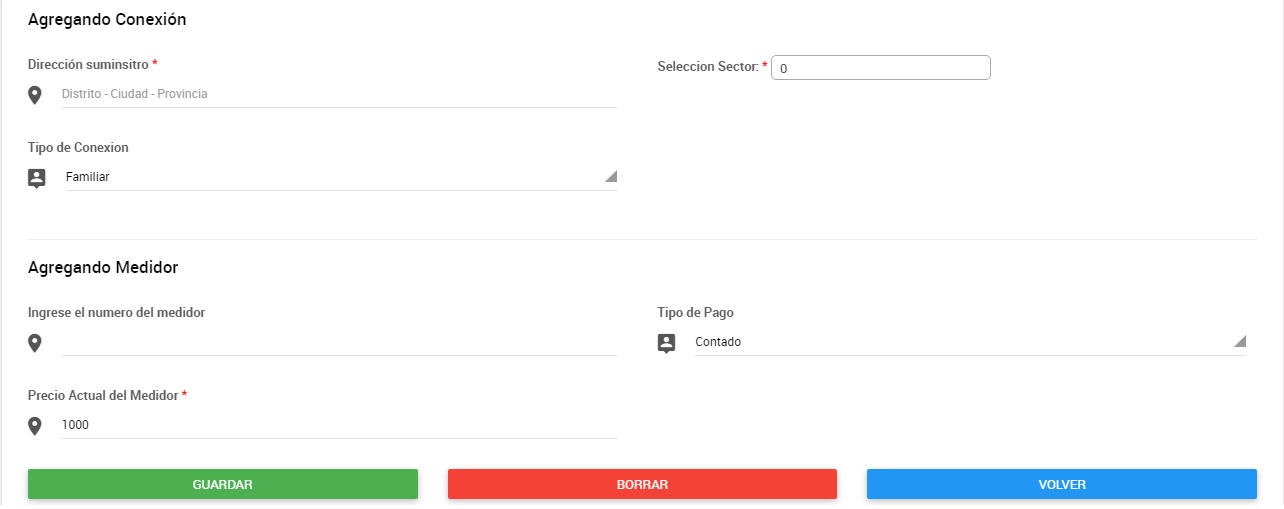 Agregando Conexión
Dirección suminsitro *
Seleccion Sector: * 0
Distrito - Ciudad - Provincia
Tipo de Conexion
Familiar
Agregando Medidor
Ingrese el numero del medidor
Tipo de Pago
Contado
Precio Actual del Medidor *
1000
GUARDAR
BORRAR
VOLVER